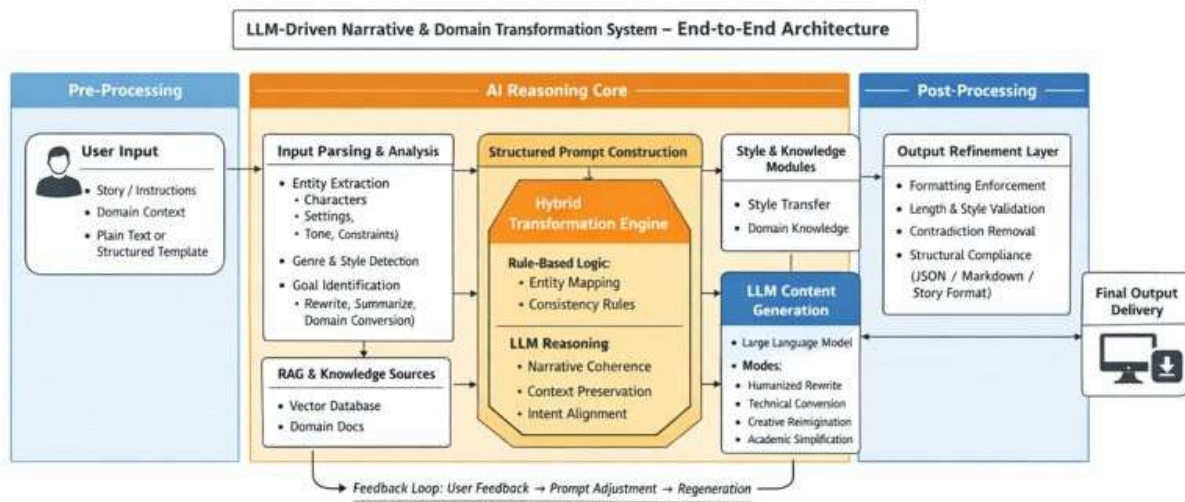 LLM-Driven Narrative & Domain Transformation System – End-to-End Architecture
Pre-Processing
User Input
• Story / Instructions
• Domain Context
• Plain Text or
Structured Template
AI Reasoning Core
Input Parsing & Analysis
• Entity Extraction
• Characters
• Settings,
• Tone, Constraints)
• Genre & Style Detection
• Goal Identification
• Rewrite, Summarize,
Domain Conversion)
RAG & Knowledge Sources
• Vector Database
• Domain Docs
Structured Prompt Construction
Hybrid
Transformation Engine
Rule-Based Logic:
• Entity Mapping
• Consistency Rules
LLM Reasoning
• Narrative Coherence
• Context Preservation
• Intent Alignment
Style & Knowledge
Modules
• Style Transfer
• Domain Knowledge
LLM Content
Generation
• Large Language Model
• Modes:
• Humanized Rewrite
• Technical Conversion
• Creative Reimigination
• Academic Simplification
Feedback Loop: User Feedback → Prompt Adjustment → Regeneration
Post-Processing
Output Refinement Layer
• Formatting Enforcement
• Length & Style Validation
• Contradiction Removal
• Structural Compliance
(JSON / Markdown /
Story Format)
Final Output
Delivery